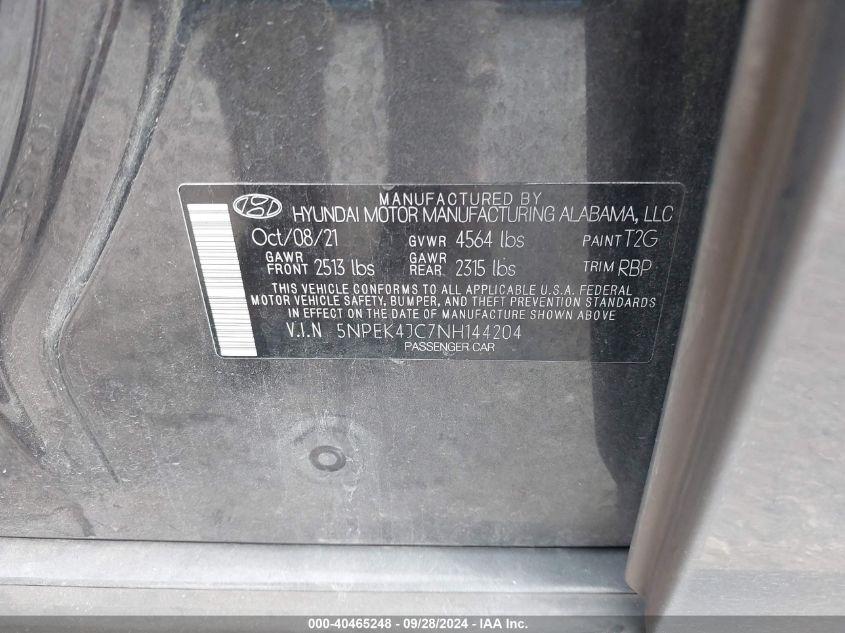 MANUFACTURED BY
HYUNDAI MOTOR MANUFACTURING ALABAMA, LLC
Oct/08/21 GVWR 4564 lbs PAINT T2G
GAWR FRONT 2513 lbs GAWR REAR 2315 lbs TRIM RBP
THIS VEHICLE CONFORMS TO ALL APPLICABLE U.S.A. FEDERAL
MOTOR VEHICLE SAFETY, BUMPER, AND THEFT PREVENTION STANDARDS
IN EFFECT ON THE DATE OF MANUFACTURE SHOWN ABOVE
V.I.N 5NPEK4JC7NH144204
PASSENGER CAR
000-40465248 - 09/28/2024 - IAA Inc.